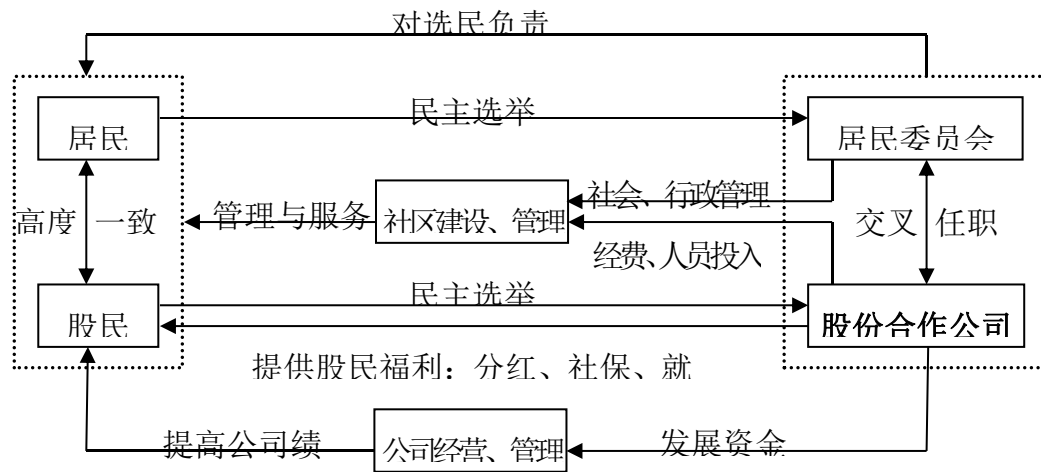 对选民负责
居民
民主选举
居民委员会
高度 一致
管理与服务
社区建设、管理
社会、行政管理
经费、人员投入
交叉 任职
股民
民主选举
股份合作公司
提供股民福利：分红、社保、就
提高公司绩
公司经营、管理
发展资金